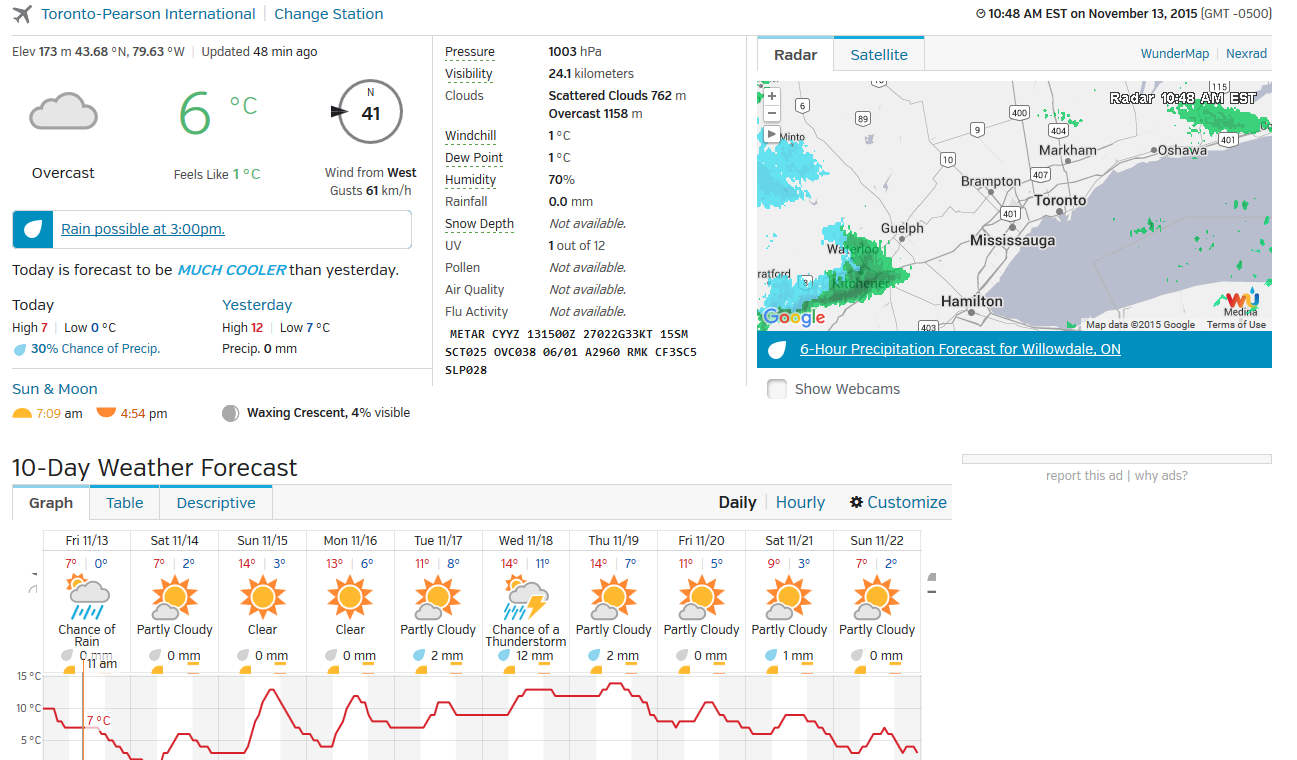 Toronto-Pearson International | Change Station
10:48 AM EST on November 13, 2015 (GMT -0500)
Elev 173 m 43.68 °N, 79.63 °W | Updated 48 min ago
6 °C
N
41
Overcast
Feels Like 1 °C
Wind from West
Gusts 61 km/h
Rain possible at 3:00pm.
Today is forecast to be MUCH COOLER than yesterday.
Today
High 7 | Low 0 °C
30% Chance of Precip.
Yesterday
High 12 | Low 7 °C
Precip. 0 mm
Sun & Moon
7:09 am 4:54 pm
Waxing Crescent, 4% visible
Pressure 1003 hPa
Visibility 24.1 kilometers
Clouds Scattered Clouds 762 m
Overcast 1158 m
Windchill 1 °C
Dew Point 1 °C
Humidity 70%
Rainfall 0.0 mm
Snow Depth Not available.
UV 1 out of 12
Pollen Not available.
Air Quality Not available.
Flu Activity Not available.
METAR CYYZ 131500Z 27022G33KT 15SM
SCT025 OVC038 06/01 A2960 RMK CF3SC5
SLP028
Radar Satellite WunderMap | Nexrad
+
−
115
Radar 10:48 AM EST
6
89
400
404
9
401
Minto
Markham
Oshawa
10
407
Brampton
Toronto
401
Guelph
Mississauga
Waterloo
ratford
8
Kitchener
Hamilton
WU
Medina
403
Google
Map data ©2015 Google Terms of Use
6-Hour Precipitation Forecast for Willowdale, ON
Show Webcams
10-Day Weather Forecast
report this ad | why ads?
Graph Table Descriptive Daily | Hourly Customize
Fri 11/13 Sat 11/14 Sun 11/15 Mon 11/16 Tue 11/17 Wed 11/18 Thu 11/19 Fri 11/20 Sat 11/21 Sun 11/22
7° | 0° 7° | 2° 14° | 3° 13° | 6° 11° | 8° 14° | 11° 14° | 7° 11° | 5° 9° | 3° 7° | 2°
Chance of Rain Partly Cloudy Clear Clear Partly Cloudy Chance of a Thunderstorm Partly Cloudy Partly Cloudy Partly Cloudy Partly Cloudy
0 mm 0 mm 0 mm 0 mm 2 mm 12 mm 2 mm 0 mm 1 mm 0 mm
11 am
15 °C
10 °C
7 °C
5 °C